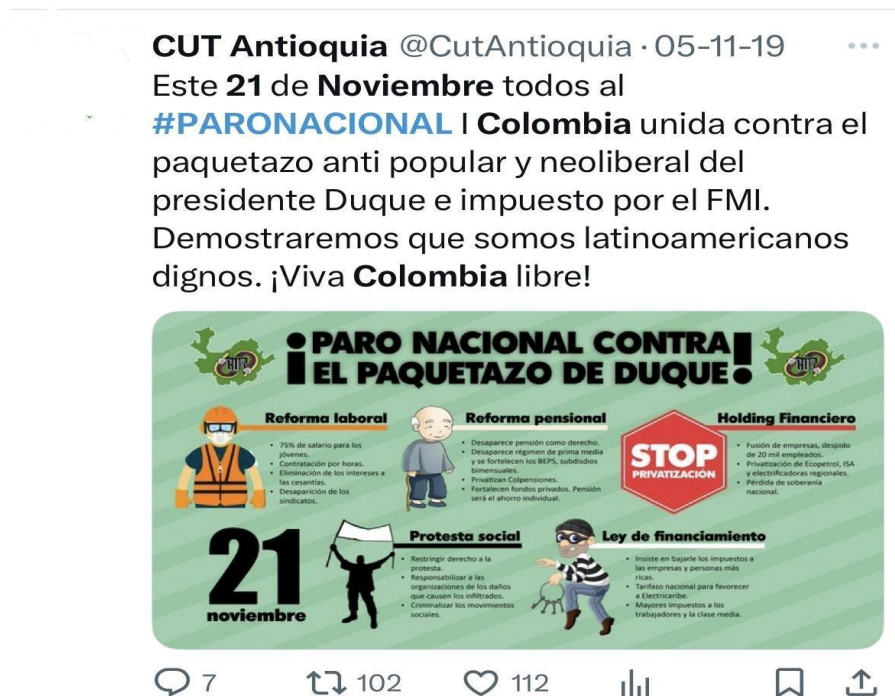 CUT Antioquia @CutAntioquia · 05-11-19
Este 21 de Noviembre todos al
#PARONACIONAL I Colombia unida contra el
paquetazo anti popular y neoliberal del
presidente Duque e impuesto por el FMI.
Demostraremos que somos latinoamericanos
dignos. ¡Viva Colombia libre!
¡PARO NACIONAL CONTRA
EL PAQUETAZO DE DUQUE!
CUT
CUT
Reforma laboral
• 75% de salario para los
jóvenes.
• Contratación por horas.
• Eliminación de los intereses a
las cesantías.
• Desaparición de los
sindicatos.
Reforma pensional
• Desaparece pensión como derecho.
• Desaparece régimen de prima media
y se fortelecen los BEPS, subdisdios
bimensuales.
• Privatizan Colpensiones.
• Fortalecen fondos privados. Pensión
será el ahorro individual.
STOP
PRIVATIZACIÓN
Holding Financiero
• Fusión de empresas, despido
de 20 mil empleados.
• Privatización de Ecopetrol, ISA
y electrificadoras regionales.
• Pérdida de soberanía
nacional.
21
noviembre
Protesta social
• Restringir derecho a la
protesta.
• Responsabilizar a las
organizaciones de los daños
que causen los infiltrados.
• Criminalizar los movimientos
sociales.
Ley de financiamiento
• Insiste en bajarle los impuestos a
las empresas y personas más
ricas.
• Tarifazo nacional para favorecer
a Electricaribe.
• Mayores impuestos a los
trabajadores y la clase media.
7 102 112